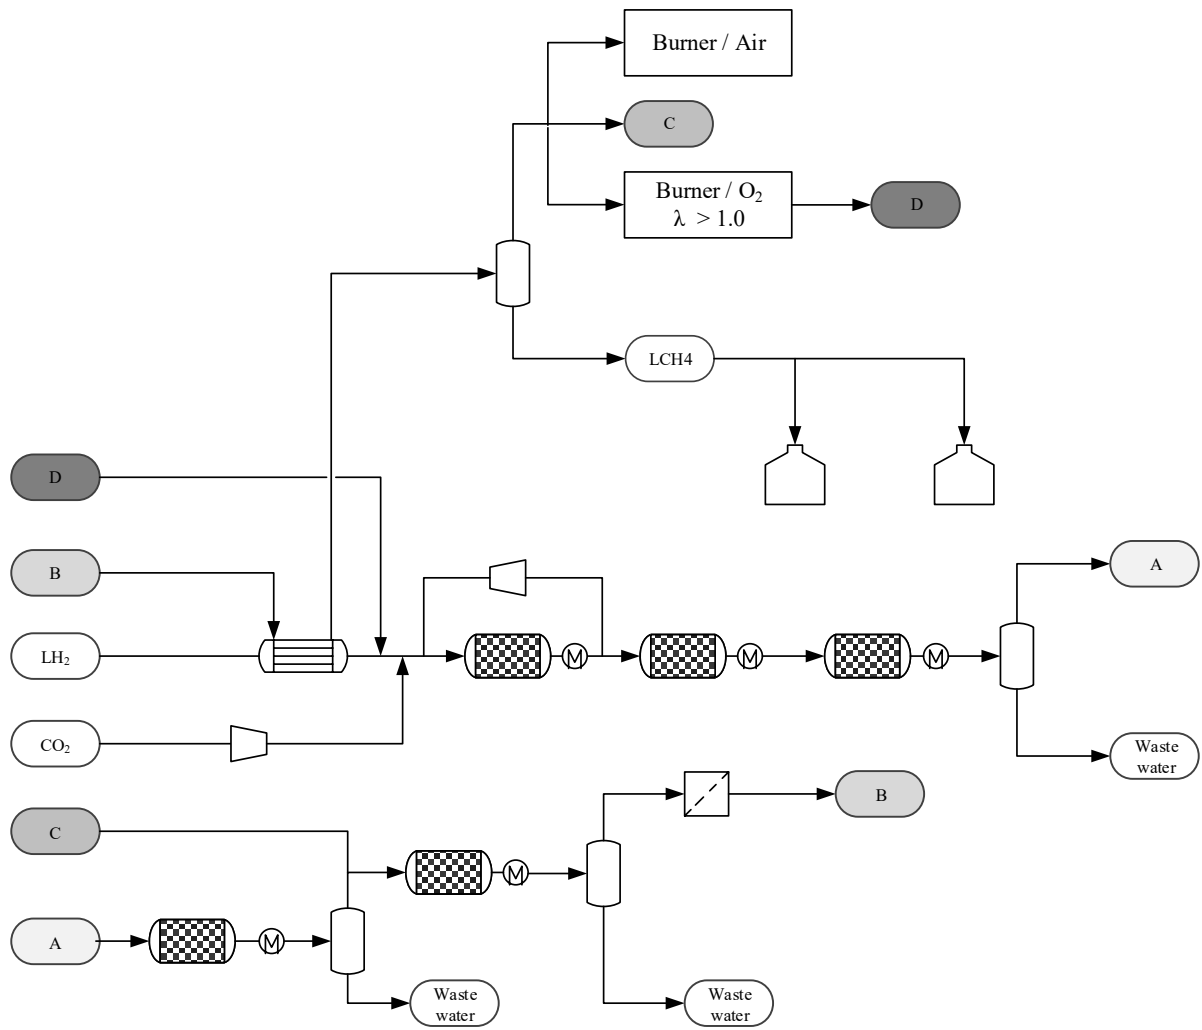 Burner / Air
C
Burner / O₂
λ > 1.0
D
LCH4
D
B
A
LH₂
M
M
M
CO₂
Waste
water
B
C
M
A
M
Waste
water
Waste
water